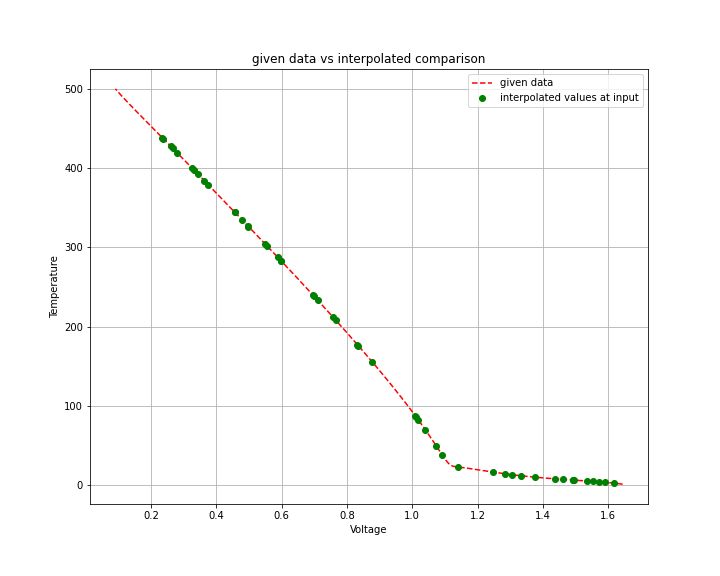 given data vs interpolated comparison
given data
interpolated values at input
500
400
300
200
100
0
Temperature
0.2 0.4 0.6 0.8 1.0 1.2 1.4 1.6
Voltage